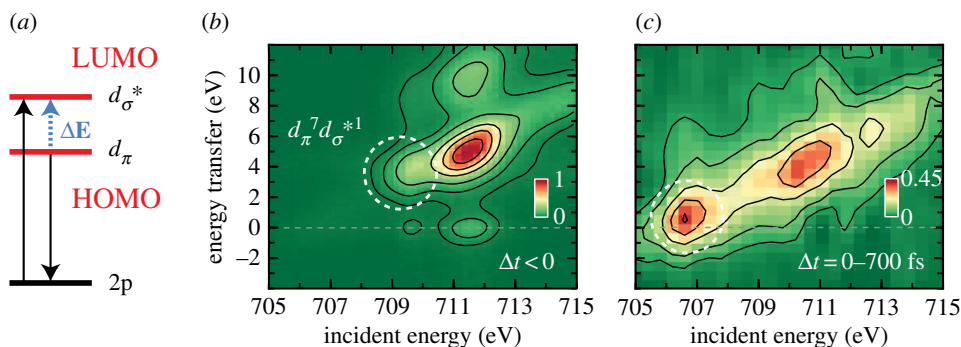 (a)
LUMO
dσ*
ΔE
dπ
HOMO
2p
(b)
energy transfer (eV)
10
8
6
4
2
0
−2
dπ⁷dσ*¹
1
0
Δt < 0
705 707 709 711 713 715
incident energy (eV)
(c)
0.45
0
Δt = 0–700 fs
705 707 709 711 713 715
incident energy (eV)